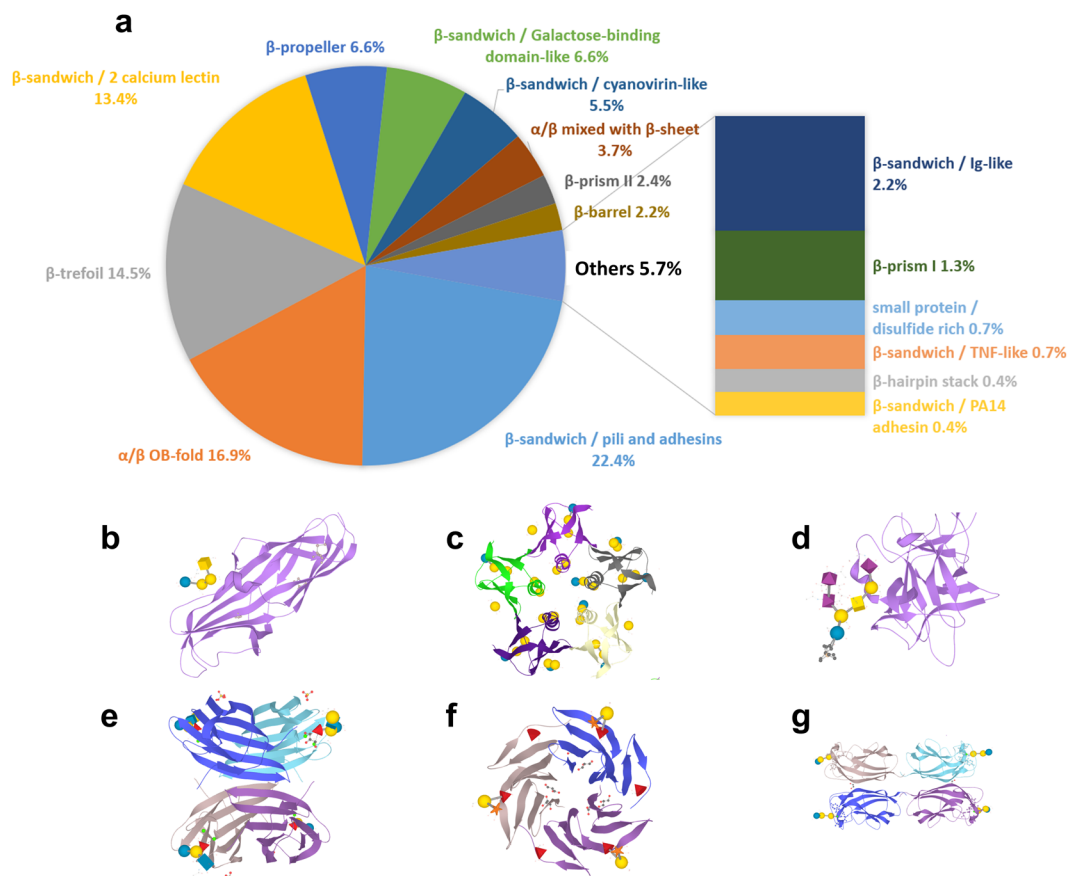 a
β-propeller 6.6%
β-sandwich / Galactose-binding
domain-like 6.6%
β-sandwich / 2 calcium lectin
13.4%
β-sandwich / cyanovirin-like
5.5%
α/β mixed with β-sheet
3.7%
β-prism II 2.4%
β-barrel 2.2%
Others 5.7%
β-trefoil 14.5%
α/β OB-fold 16.9%
β-sandwich / pili and adhesins
22.4%
β-sandwich / Ig-like
2.2%
β-prism I 1.3%
small protein /
disulfide rich 0.7%
β-sandwich / TNF-like 0.7%
β-hairpin stack 0.4%
β-sandwich / PA14
adhesin 0.4%
b
c
d
e
f
g